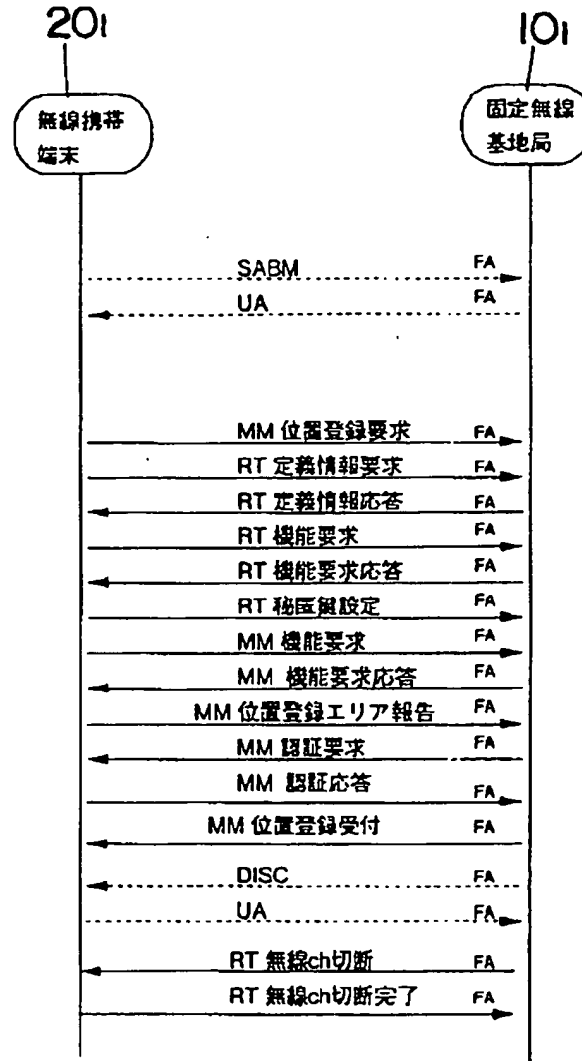 201
101
無線携帯
端末
固定無線
基地局
SABM FA
UA FA
MM 位置登録要求 FA
RT 定義情報要求 FA
RT 定義情報応答 FA
RT 機能要求 FA
RT 機能要求応答 FA
RT 秘匿鍵設定 FA
MM 機能要求 FA
MM 機能要求応答 FA
MM 位置登録エリア報告 FA
MM 認証要求 FA
MM 認証応答 FA
MM 位置登録受付 FA
DISC FA
UA FA
RT 無線ch切断 FA
RT 無線ch切断完了 FA